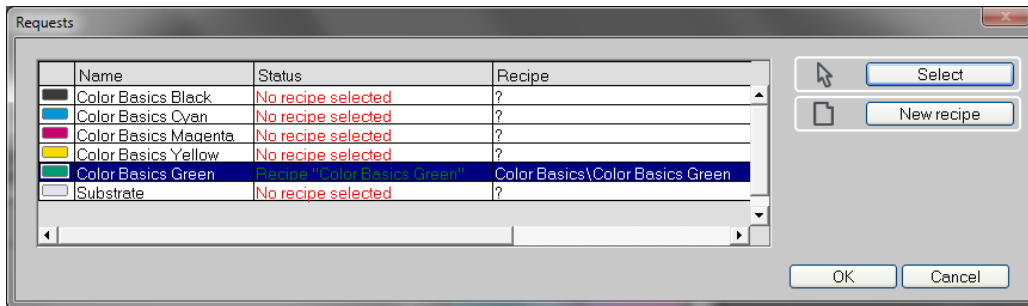 Requests
Name Status Recipe
Color Basics Black No recipe selected ?
Color Basics Cyan No recipe selected ?
Color Basics Magenta No recipe selected ?
Color Basics Yellow No recipe selected ?
Color Basics Green Recipe "Color Basics Green" Color Basics\Color Basics Green
Substrate No recipe selected ?
Select
New recipe
OK Cancel